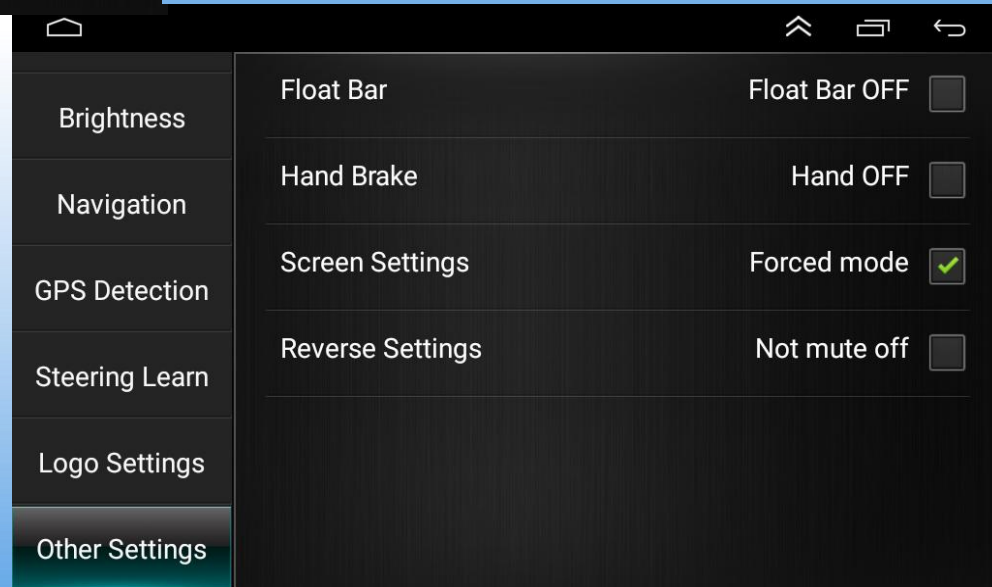 Brightness
Navigation
GPS Detection
Steering Learn
Logo Settings
Other Settings
Float Bar Float Bar OFF
Hand Brake Hand OFF
Screen Settings Forced mode
Reverse Settings Not mute off